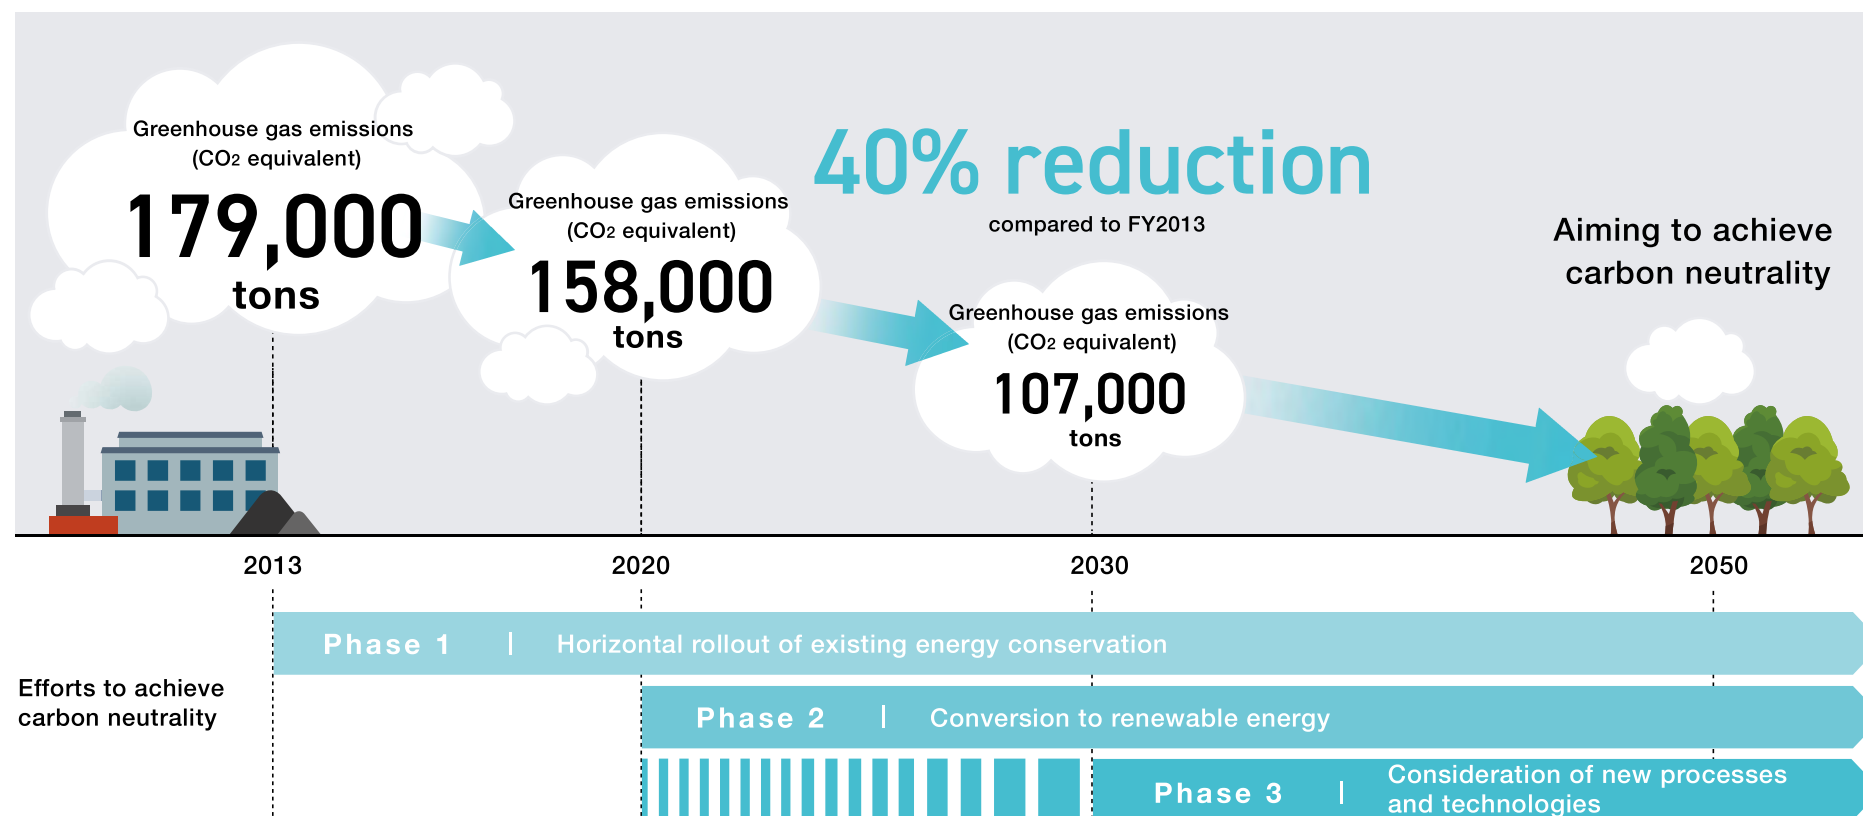 Greenhouse gas emissions
(CO2 equivalent)
179,000
tons
Greenhouse gas emissions
(CO2 equivalent)
158,000
tons
40% reduction
compared to FY2013
Greenhouse gas emissions
(CO2 equivalent)
107,000
tons
Aiming to achieve
carbon neutrality
2013
2020
2030
2050
Efforts to achieve
carbon neutrality
Phase 1 | Horizontal rollout of existing energy conservation
Phase 2 | Conversion to renewable energy
Phase 3 | Consideration of new processes
and technologies